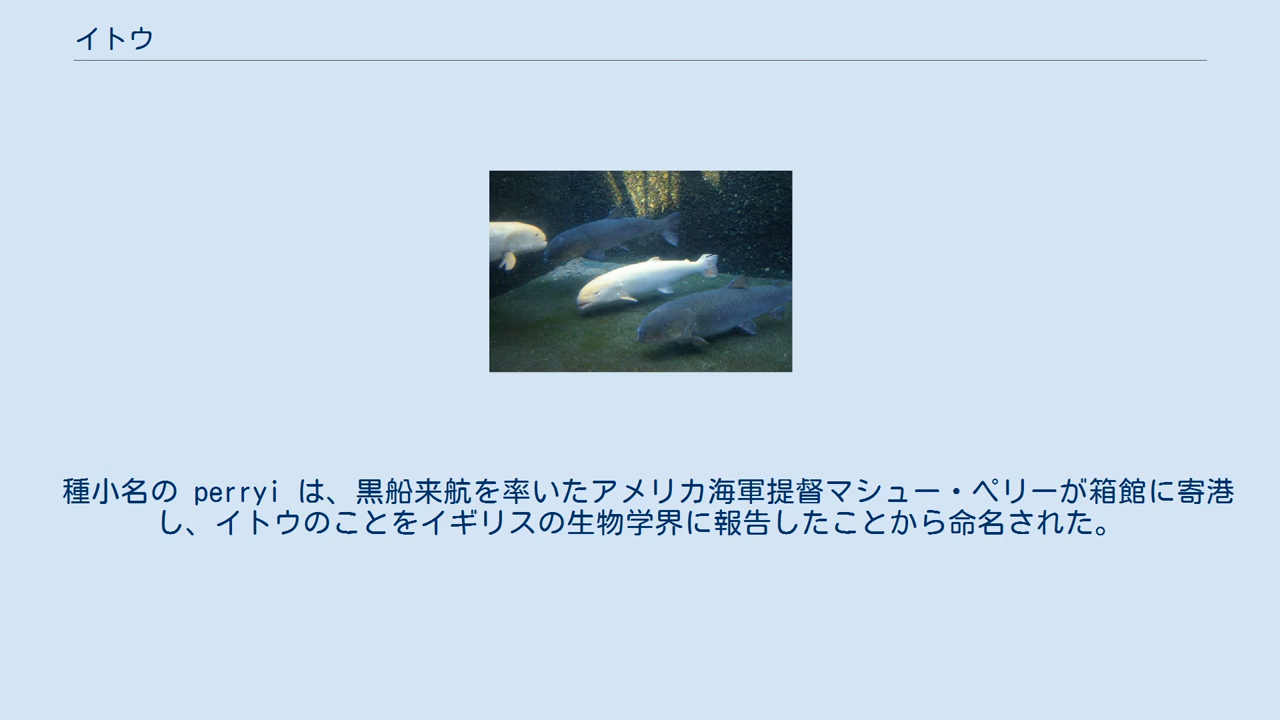 イトウ
種小名の perryi は、黒船来航を率いたアメリカ海軍提督マシュー・ペリーが箱館に寄港
し、イトウのことをイギリスの生物学界に報告したことから命名された。